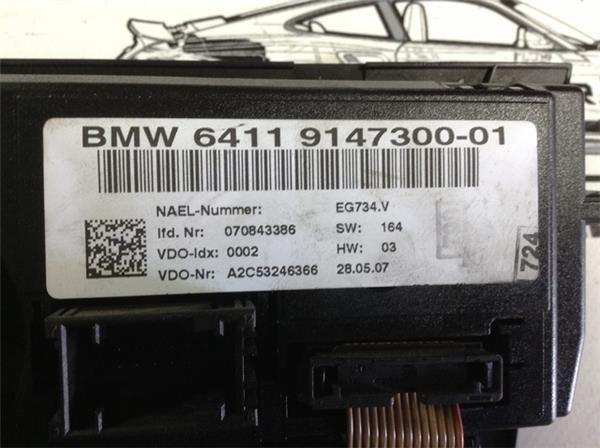 BMW 6411 9147300-01
NAEL-Nummer: EG734.V
lfd. Nr: 070843386 SW: 164
VDO-Idx: 0002 HW: 03
VDO-Nr: A2C53246366 28.05.07
724